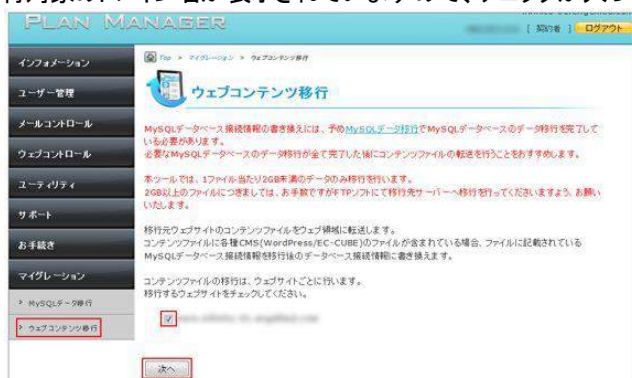 PLAN MANAGER
[ 契約者 ] ログアウト
Top > マイグレーション > ウェブコンテンツ移行
インフォメーション
ユーザー管理
メールコントロール
ウェブコントロール
ユーティリティ
サポート
お手続き
マイグレーション
> MySQLデータ移行
> ウェブコンテンツ移行
ウェブコンテンツ移行
MySQLデータベース接続情報の書き換えには、予めMySQLデータ移行でMySQLデータベースのデータ移行を完了して
いる必要があります。
必要なMySQLデータベースのデータ移行が全て完了した後にコンテンツファイルの転送を行うことをおすすめします。
本ツールでは、1ファイル当たり2GB未満のデータのみ移行を行います。
2GB以上のファイルにつきましては、お手数ですがFTPソフトにて移行先サーバーへ移行を行ってくださいますよう、お願い
いたします。
移行元ウェブサイトのコンテンツファイルをウェブ領域に転送します。
コンテンツファイルに各種CMS(WordPress/EC-CUBE)のファイルが含まれている場合、ファイルに記載されている
MySQLデータベース接続情報を移行後のデータベース接続情報に書き換えます。
コンテンツファイルの移行は、ウェブサイトごとに行います。
移行するウェブサイトをチェックしてください。
次へ